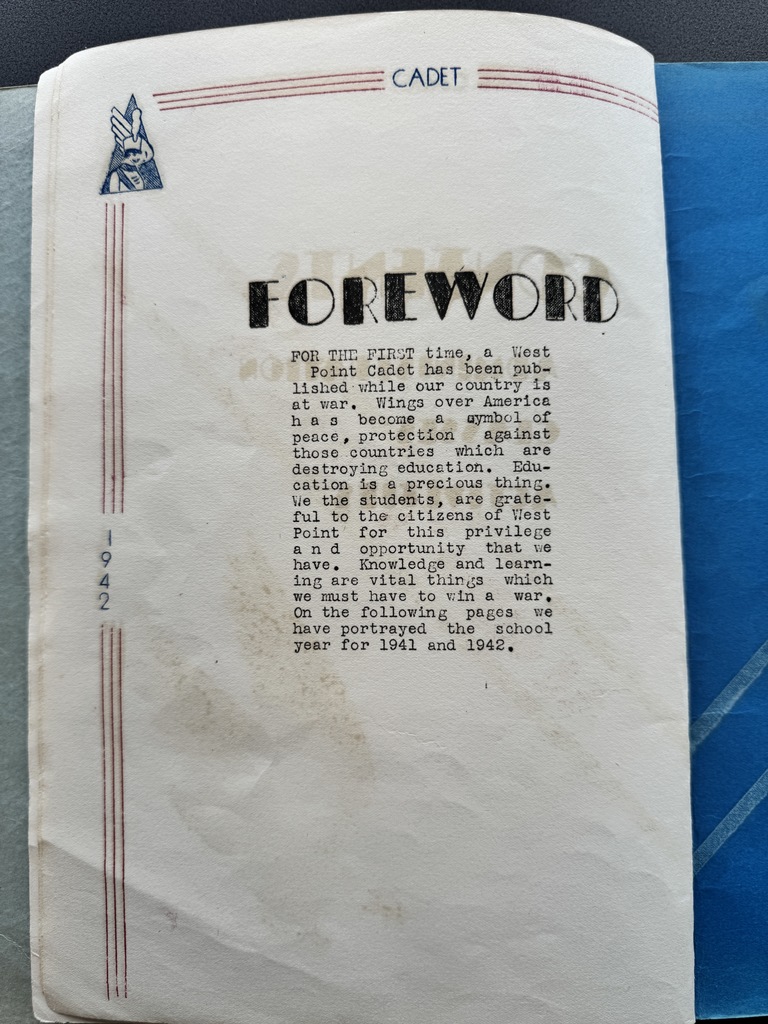 CADET
FOREWORD
FOR THE FIRST time, a West
Point Cadet has been pub-
lished while our country is
at war. Wings over America
has become a symbol of
peace, protection against
those countries which are
destroying education. Edu-
cation is a precious thing.
We the students, are grate-
ful to the citizens of West
Point for this privilege
and opportunity that we
have. Knowledge and learn-
ing are vital things which
we must have to win a war.
On the following pages we
have portrayed the school
year for 1941 and 1942.
1942